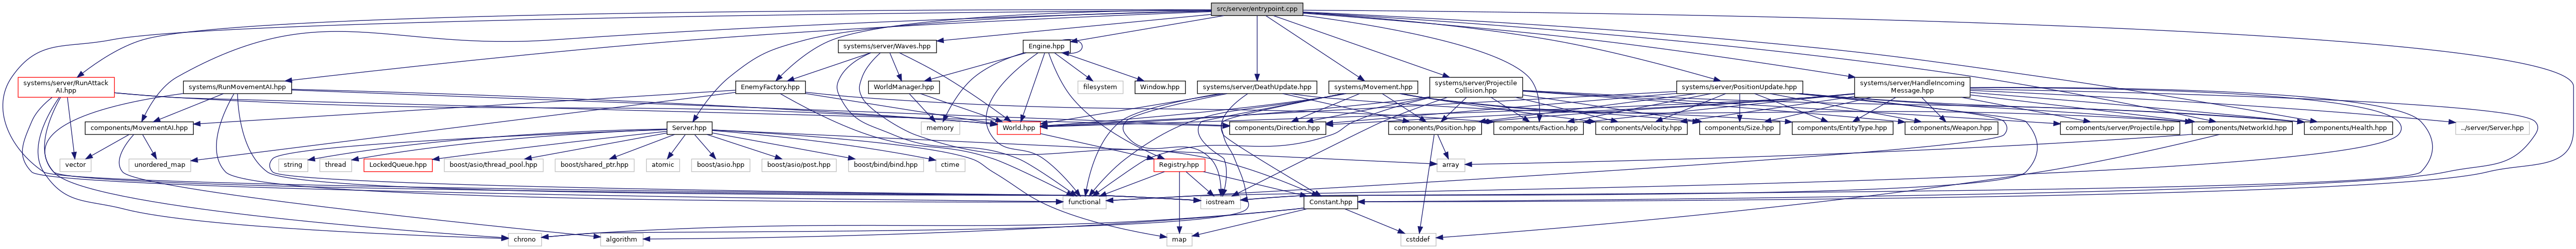 src/server/entrypoint.cpp
systems/server/Waves.hpp
Engine.hpp
systems/server/RunAttack
AI.hpp
systems/RunMovementAI.hpp
EnemyFactory.hpp
WorldManager.hpp
filesystem
Window.hpp
systems/server/DeathUpdate.hpp
systems/Movement.hpp
systems/server/Projectile
Collision.hpp
systems/server/PositionUpdate.hpp
systems/server/HandleIncoming
Message.hpp
components/MovementAI.hpp
Server.hpp
memory
World.hpp
components/Direction.hpp
components/Position.hpp
components/Faction.hpp
components/Velocity.hpp
components/Size.hpp
components/EntityType.hpp
components/Weapon.hpp
components/server/Projectile.hpp
components/NetworkId.hpp
components/Health.hpp
../server/Server.hpp
vector
unordered_map
string
thread
LockedQueue.hpp
boost/asio/thread_pool.hpp
boost/shared_ptr.hpp
atomic
boost/asio.hpp
boost/asio/post.hpp
boost/bind/bind.hpp
ctime
Registry.hpp
array
functional
iostream
Constant.hpp
chrono
algorithm
map
cstddef